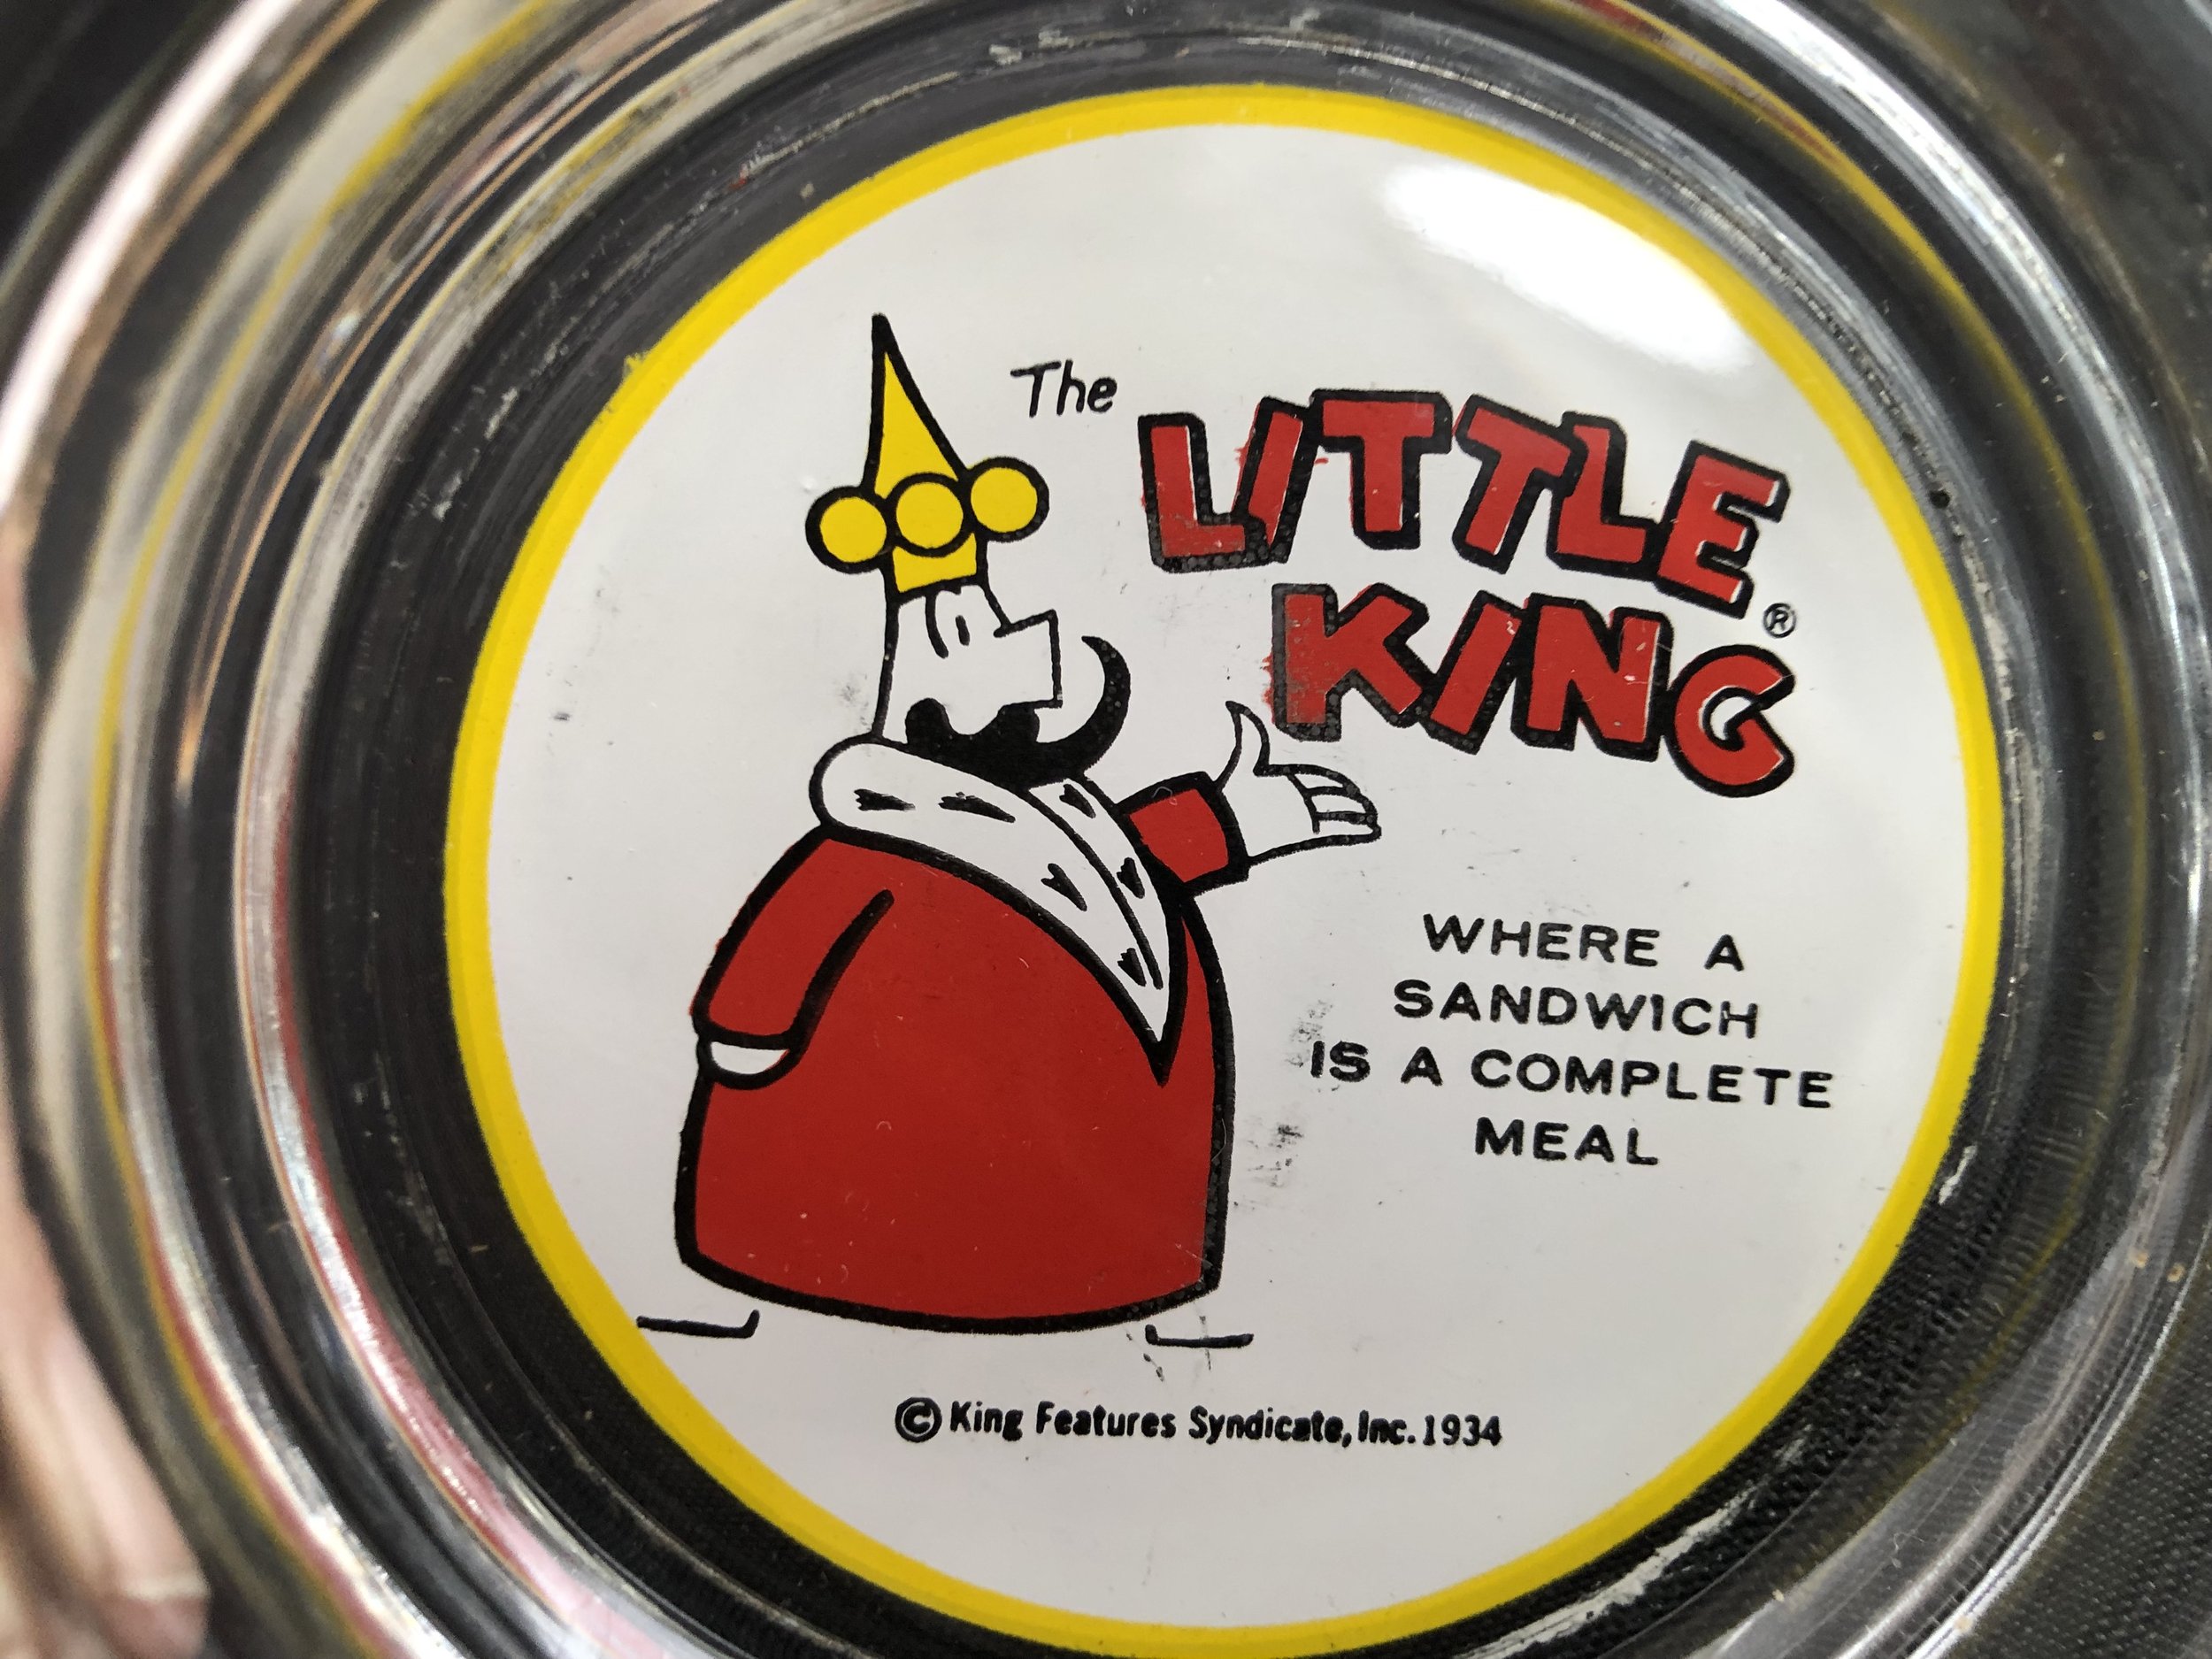 The
LITTLE
KING®
WHERE A
SANDWICH
IS A COMPLETE
MEAL
© King Features Syndicate, Inc. 1934